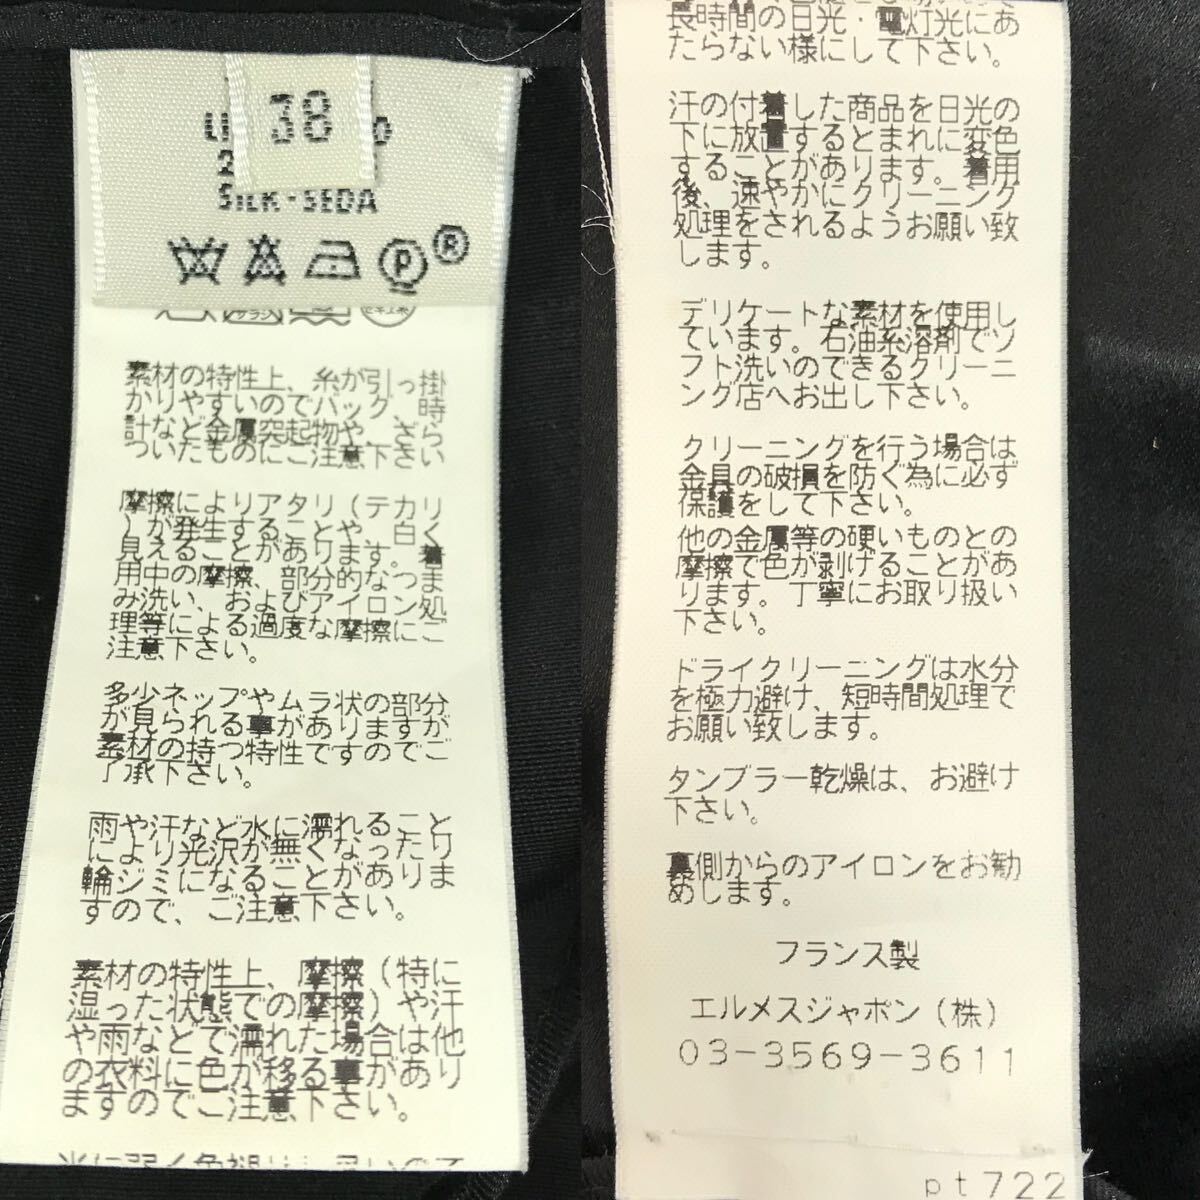 38
SILK-SEDA
P
R
素材の特性上、糸が引っ掛
かりやすいのでバッグ、時
計など金属突起物や、ざら
ついたものにご注意下さい
摩擦によりアタリ(テカリ
)が発生することや、白く
見えることがあります。着
用中の摩擦、部分的なつま
み洗い、およびアイロン処
理等による過度な摩擦にご
注意下さい。
多少ネップやムラ状の部分
が見られる事がありますが
素材の持つ特性ですのでご
了承下さい。
雨や汗など水に濡れること
により光沢が無くなったり
輪ジミになることがありま
すので、ご注意下さい。
素材の特性上、摩擦(特に
湿った状態での摩擦)や汗
や雨などで濡れた場合は他
の衣料に色が移る事があり
ますのでご注意下さい。
長時間の日光・電灯光にあ
たらない様にして下さい。
汗の付着した商品を日光の
下に放置するとまれに変色
することがあります。着用
後、速やかにクリーニング
処理をされるようお願い致
します。
デリケートな素材を使用し
ています。石油系溶剤でソ
フト洗いのできるクリーニ
ング店へお出し下さい。
クリーニングを行う場合は
金具の破損を防ぐ為に必ず
保護をして下さい。
他の金属等の硬いものとの
摩擦で色が剥げることがあ
ります。丁寧にお取り扱い
下さい。
ドライクリーニングは水分
を極力避け、短時間処理で
お願い致します。
タンブラー乾燥は、お避け
下さい。
裏側からのアイロンをお勧
めします。
フランス製
エルメスジャポン(株)
03-3569-3611
pt722